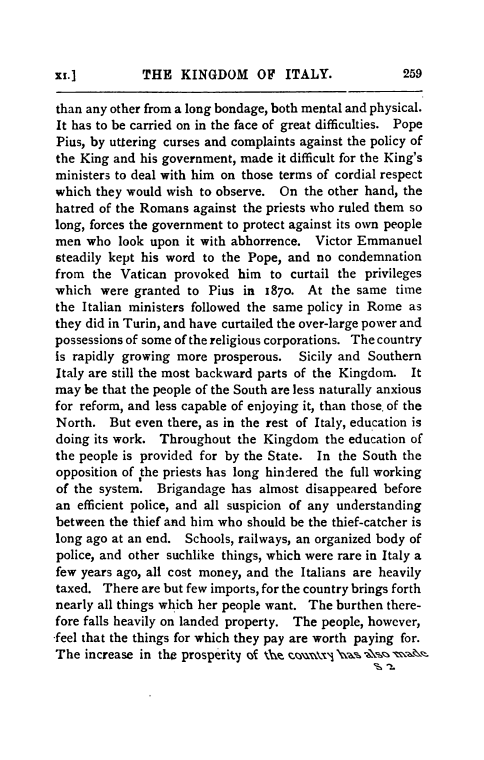 XI.] THE KINGDOM OF ITALY. 259
than any other from a long bondage, both mental and physical.
It has to be carried on in the face of great difficulties. Pope
Pius, by uttering curses and complaints against the policy of
the King and his government, made it difficult for the King's
ministers to deal with him on those terms of cordial respect
which they would wish to observe. On the other hand, the
hatred of the Romans against the priests who ruled them so
long, forces the government to protect against its own people
men who look upon it with abhorrence. Victor Emmanuel
steadily kept his word to the Pope, and no condemnation
from the Vatican provoked him to curtail the privileges
which were granted to Pius in 1870. At the same time
the Italian ministers followed the same policy in Rome as
they did in Turin, and have curtailed the over-large power and
possessions of some of the religious corporations. The country
is rapidly growing more prosperous. Sicily and Southern
Italy are still the most backward parts of the Kingdom. It
may be that the people of the South are less naturally anxious
for reform, and less capable of enjoying it, than those of the
North. But even there, as in the rest of Italy, education is
doing its work. Throughout the Kingdom the education of
the people is provided for by the State. In the South the
opposition of the priests has long hindered the full working
of the system. Brigandage has almost disappeared before
an efficient police, and all suspicion of any understanding
between the thief and him who should be the thief-catcher is
long ago at an end. Schools, railways, an organized body of
police, and other suchlike things, which were rare in Italy a
few years ago, all cost money, and the Italians are heavily
taxed. There are but few imports, for the country brings forth
nearly all things which her people want. The burthen there-
fore falls heavily on landed property. The people, however,
feel that the things for which they pay are worth paying for.
The increase in the prosperity of the country has also made
S 2